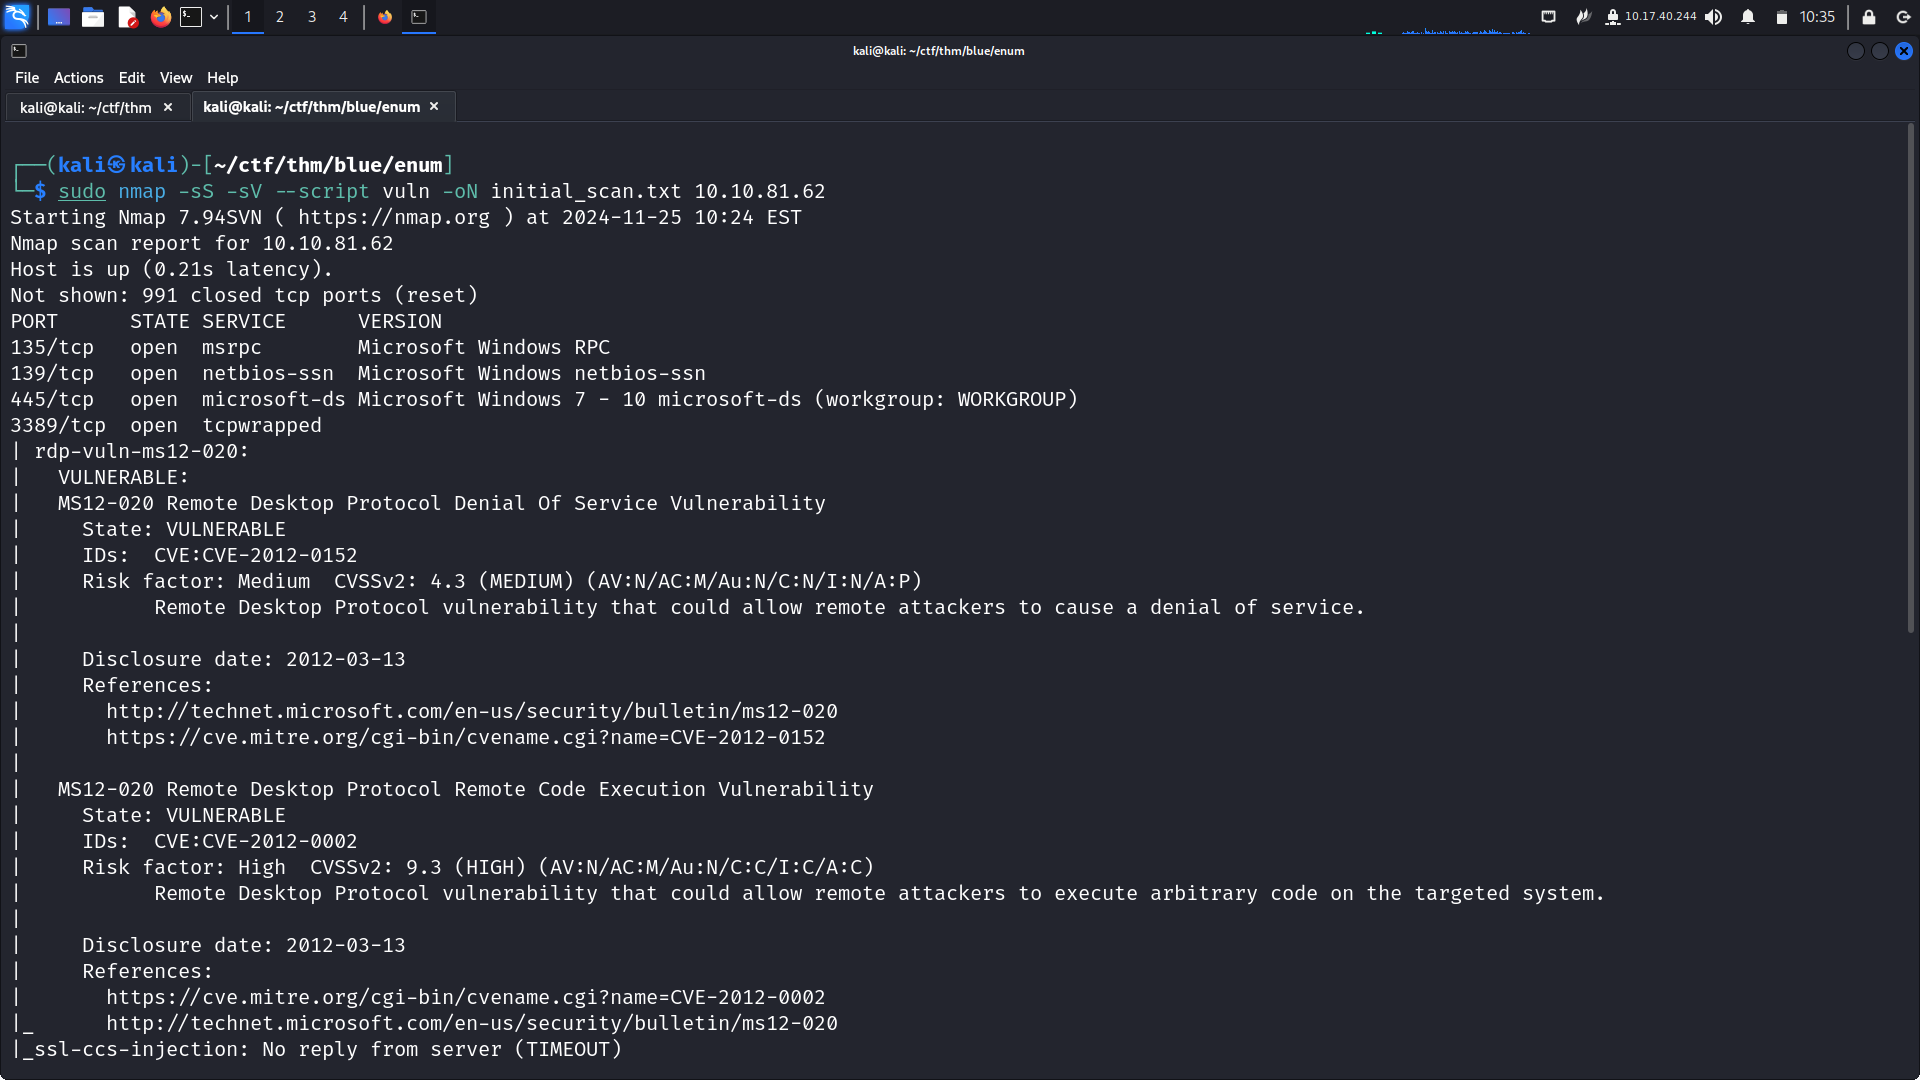 1 2 3 4 10.17.40.244 10:35
kali@kali: ~/ctf/thm/blue/enum
File Actions Edit View Help
kali@kali: ~/ctf/thm × kali@kali: ~/ctf/thm/blue/enum ×
┌──(kali㉿kali)-[~/ctf/thm/blue/enum]
└─$ sudo nmap -sS -sV --script vuln -oN initial_scan.txt 10.10.81.62
Starting Nmap 7.94SVN ( https://nmap.org ) at 2024-11-25 10:24 EST
Nmap scan report for 10.10.81.62
Host is up (0.21s latency).
Not shown: 991 closed tcp ports (reset)
PORT      STATE SERVICE      VERSION
135/tcp   open  msrpc        Microsoft Windows RPC
139/tcp   open  netbios-ssn  Microsoft Windows netbios-ssn
445/tcp   open  microsoft-ds Microsoft Windows 7 - 10 microsoft-ds (workgroup: WORKGROUP)
3389/tcp  open  tcpwrapped
| rdp-vuln-ms12-020:
|   VULNERABLE:
|   MS12-020 Remote Desktop Protocol Denial Of Service Vulnerability
|     State: VULNERABLE
|     IDs:  CVE:CVE-2012-0152
|     Risk factor: Medium  CVSSv2: 4.3 (MEDIUM) (AV:N/AC:M/Au:N/C:N/I:N/A:P)
|           Remote Desktop Protocol vulnerability that could allow remote attackers to cause a denial of service.
|
|     Disclosure date: 2012-03-13
|     References:
|       http://technet.microsoft.com/en-us/security/bulletin/ms12-020
|       https://cve.mitre.org/cgi-bin/cvename.cgi?name=CVE-2012-0152
|
|   MS12-020 Remote Desktop Protocol Remote Code Execution Vulnerability
|     State: VULNERABLE
|     IDs:  CVE:CVE-2012-0002
|     Risk factor: High  CVSSv2: 9.3 (HIGH) (AV:N/AC:M/Au:N/C:C/I:C/A:C)
|           Remote Desktop Protocol vulnerability that could allow remote attackers to execute arbitrary code on the targeted system.
|
|     Disclosure date: 2012-03-13
|     References:
|       https://cve.mitre.org/cgi-bin/cvename.cgi?name=CVE-2012-0002
|_      http://technet.microsoft.com/en-us/security/bulletin/ms12-020
|_ssl-ccs-injection: No reply from server (TIMEOUT)